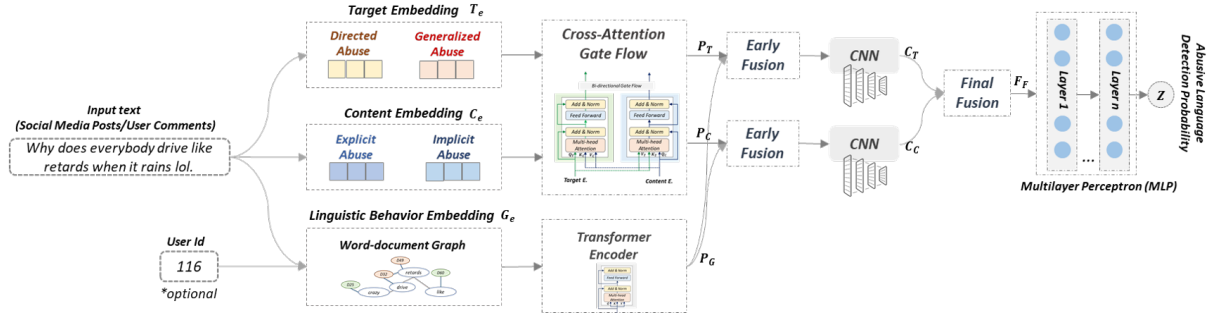 Target Embedding T_e
Directed Abuse
Generalized Abuse
Cross-Attention
Gate Flow
Bi-directional Gate Flow
Add & Norm
Feed Forward
Add & Norm
Multi-head
Attention
Add & Norm
Feed Forward
Add & Norm
Multi-head
Attention
Target E.
Content E.
Input text
(Social Media Posts/User Comments)
Why does everybody drive like
retards when it rains lol.
Content Embedding C_e
Explicit
Abuse
Implicit
Abuse
User Id
116
*optional
Linguistic Behavior Embedding G_e
Word-document Graph
retards
drive
crazy
like
Transformer
Encoder
Add & Norm
Feed Forward
Add & Norm
Multi-head
Attention
P_T
P_C
P_G
Early
Fusion
Early
Fusion
CNN
CNN
C_T
C_C
Final
Fusion
F_F
Layer 1
...
Layer n
Multilayer Perceptron (MLP)
Z
Abusive Language
Detection Probability